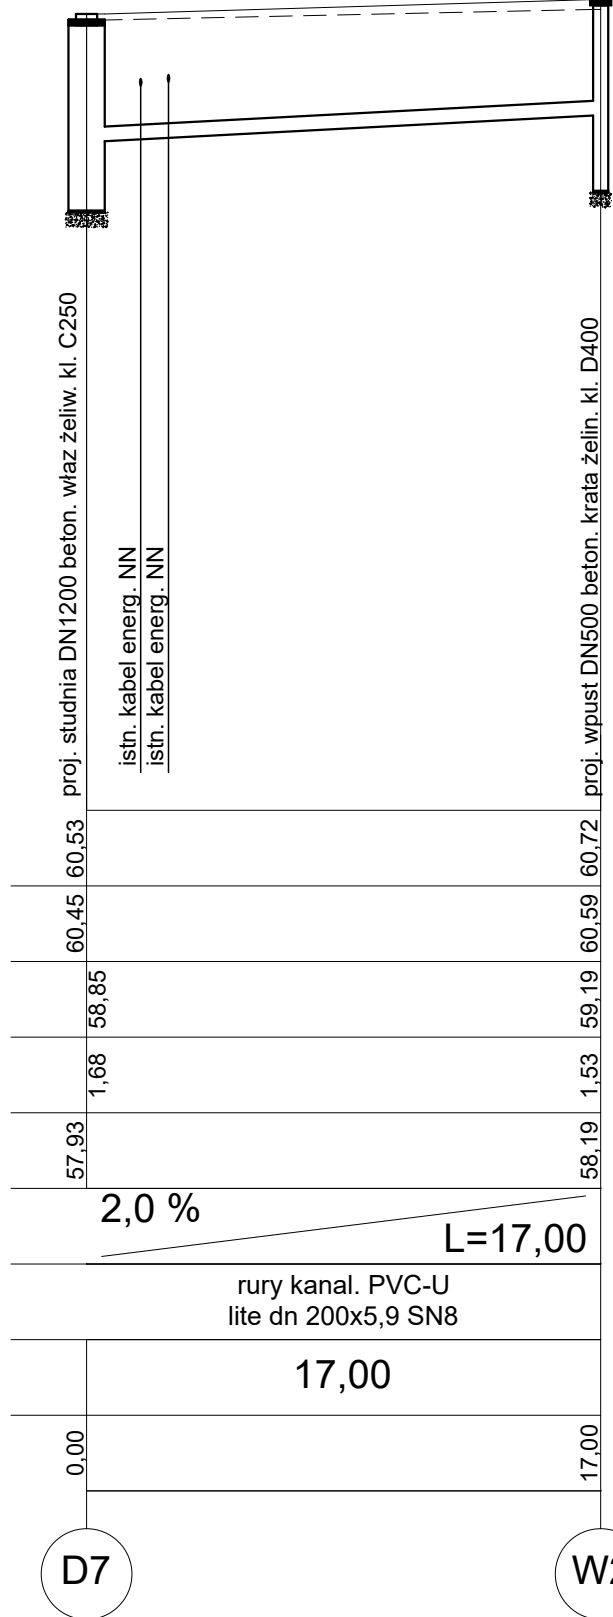 proj. studnia DN1200 beton. właz żeliw. kl. C250
istn. kabel energ. NN
istn. kabel energ. NN
proj. wpust DN500 beton. krata żelin. kl. D400
60,53 60,72
60,45 60,59
58,85 59,19
1,68 1,53
57,93 58,19
2,0 %
L=17,00
rury kanal. PVC-U
lite dn 200x5,9 SN8
17,00
0,00 17,00
D7